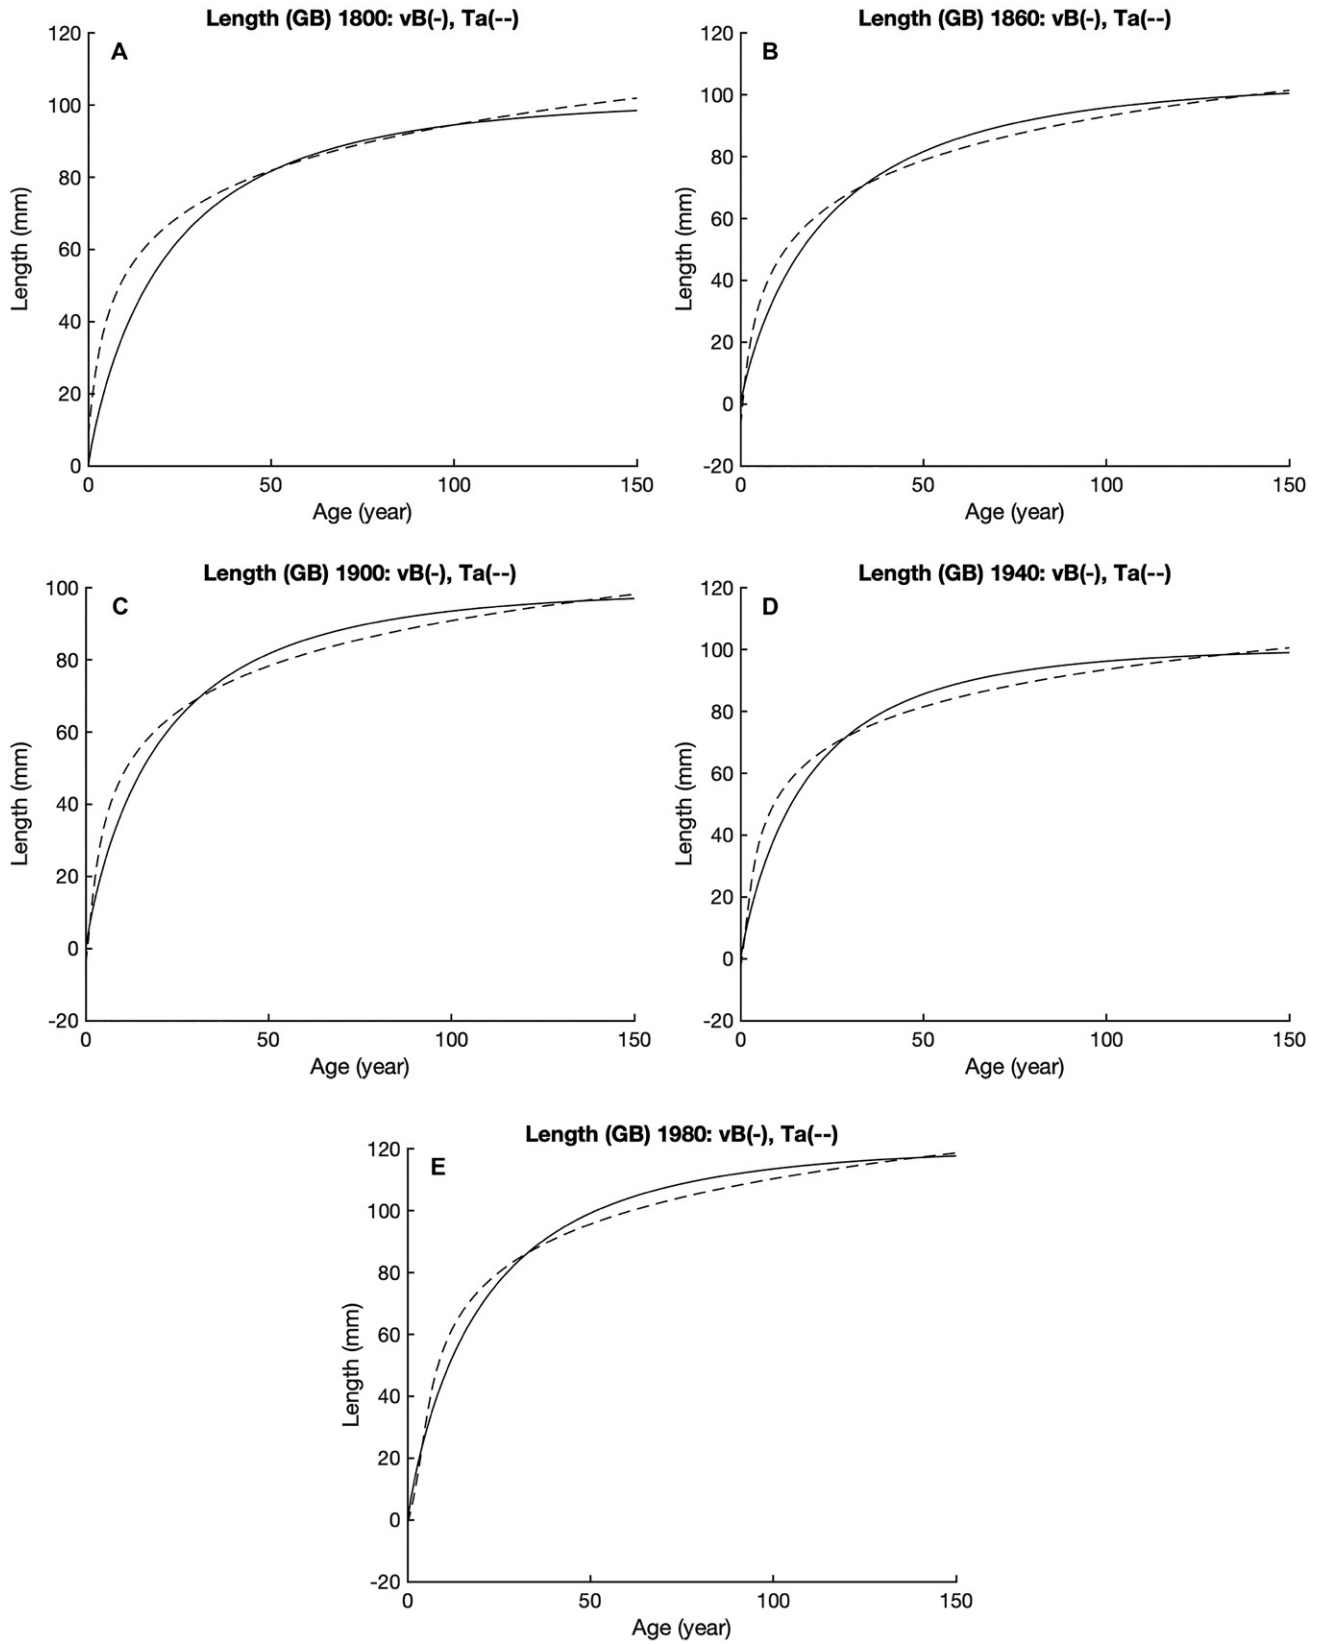 Length (GB) 1800: vB(-), Ta(--)
A
120
100
80
60
40
20
0
Length (mm)
0 50 100 150
Age (year)
Length (GB) 1860: vB(-), Ta(--)
B
120
100
80
60
40
20
0
-20
Length (mm)
0 50 100 150
Age (year)
Length (GB) 1900: vB(-), Ta(--)
C
100
80
60
40
20
0
-20
Length (mm)
0 50 100 150
Age (year)
Length (GB) 1940: vB(-), Ta(--)
D
120
100
80
60
40
20
0
-20
Length (mm)
0 50 100 150
Age (year)
Length (GB) 1980: vB(-), Ta(--)
E
120
100
80
60
40
20
0
-20
Length (mm)
0 50 100 150
Age (year)